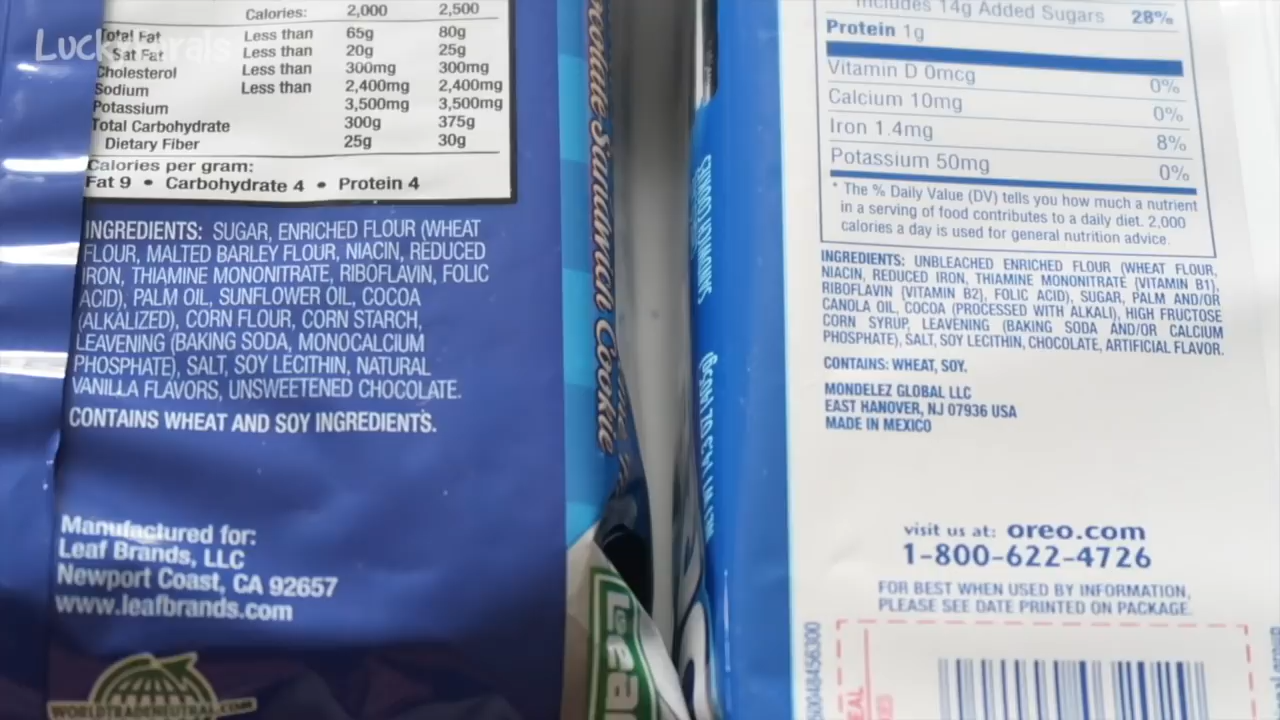 Calories: 2,000 2,500
Total Fat Less than 65g 80g
Sat Fat Less than 20g 25g
Cholesterol Less than 300mg 300mg
Sodium Less than 2,400mg 2,400mg
Potassium 3,500mg 3,500mg
Total Carbohydrate 300g 375g
Dietary Fiber 25g 30g
Calories per gram:
Fat 9 • Carbohydrate 4 • Protein 4
INGREDIENTS: SUGAR, ENRICHED FLOUR (WHEAT
FLOUR, MALTED BARLEY FLOUR, NIACIN, REDUCED
IRON, THIAMINE MONONITRATE, RIBOFLAVIN, FOLIC
ACID), PALM OIL, SUNFLOWER OIL, COCOA
(ALKALIZED), CORN FLOUR, CORN STARCH,
LEAVENING (BAKING SODA, MONOCALCIUM
PHOSPHATE), SALT, SOY LECITHIN, NATURAL
VANILLA FLAVORS, UNSWEETENED CHOCOLATE.
CONTAINS WHEAT AND SOY INGREDIENTS.
Manufactured for:
Leaf Brands, LLC
Newport Coast, CA 92657
www.leafbrands.com
WORLDTRADENEUTRAL.COM
Sandwich Cookie
Leaf
Includes 14g Added Sugars 28%
Protein 1g
Vitamin D 0mcg 0%
Calcium 10mg 0%
Iron 1.4mg 8%
Potassium 50mg 0%
* The % Daily Value (DV) tells you how much a nutrient
in a serving of food contributes to a daily diet. 2,000
calories a day is used for general nutrition advice.
INGREDIENTS: UNBLEACHED ENRICHED FLOUR (WHEAT FLOUR,
NIACIN, REDUCED IRON, THIAMINE MONONITRATE {VITAMIN B1},
RIBOFLAVIN {VITAMIN B2}, FOLIC ACID), SUGAR, PALM AND/OR
CANOLA OIL, COCOA (PROCESSED WITH ALKALI), HIGH FRUCTOSE
CORN SYRUP, LEAVENING (BAKING SODA AND/OR CALCIUM
PHOSPHATE), SALT, SOY LECITHIN, CHOCOLATE, ARTIFICIAL FLAVOR.
CONTAINS: WHEAT, SOY.
MONDELEZ GLOBAL LLC
EAST HANOVER, NJ 07936 USA
MADE IN MEXICO
visit us at: oreo.com
1-800-622-4726
FOR BEST WHEN USED BY INFORMATION,
PLEASE SEE DATE PRINTED ON PACKAGE.